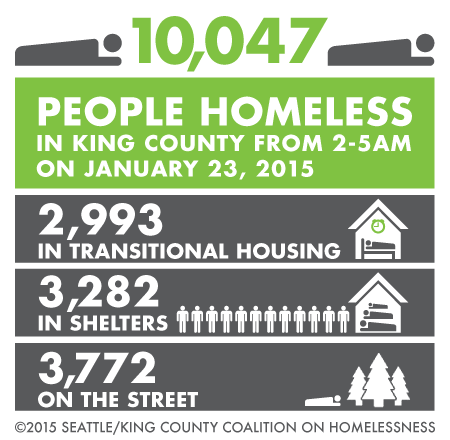 10,047
PEOPLE HOMELESS
IN KING COUNTY FROM 2-5AM
ON JANUARY 23, 2015
2,993
IN TRANSITIONAL HOUSING
3,282
IN SHELTERS
3,772
ON THE STREET
©2015 SEATTLE/KING COUNTY COALITION ON HOMELESSNESS